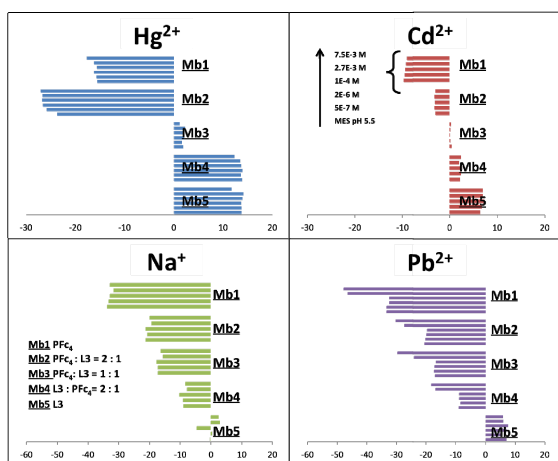 Hg2+
Mb1
Mb2
Mb3
Mb4
Mb5
-30 -20 -10 0 10 20
Cd2+
7.5E-3 M
2.7E-3 M
1E-4 M
2E-6 M
5E-7 M
MES pH 5.5
Mb1
Mb2
Mb3
Mb4
Mb5
-30 -20 -10 0 10 20
Na+
Mb1
Mb2
Mb3
Mb4
Mb5
Mb1 PFc4
Mb2 PFc4 : L3 = 2 : 1
Mb3 PFc4 : L3 = 1 : 1
Mb4 L3 : PFc4 = 2 : 1
Mb5 L3
-60 -50 -40 -30 -20 -10 0 10 20
Pb2+
Mb1
Mb2
Mb3
Mb4
Mb5
-60 -50 -40 -30 -20 -10 0 10 20